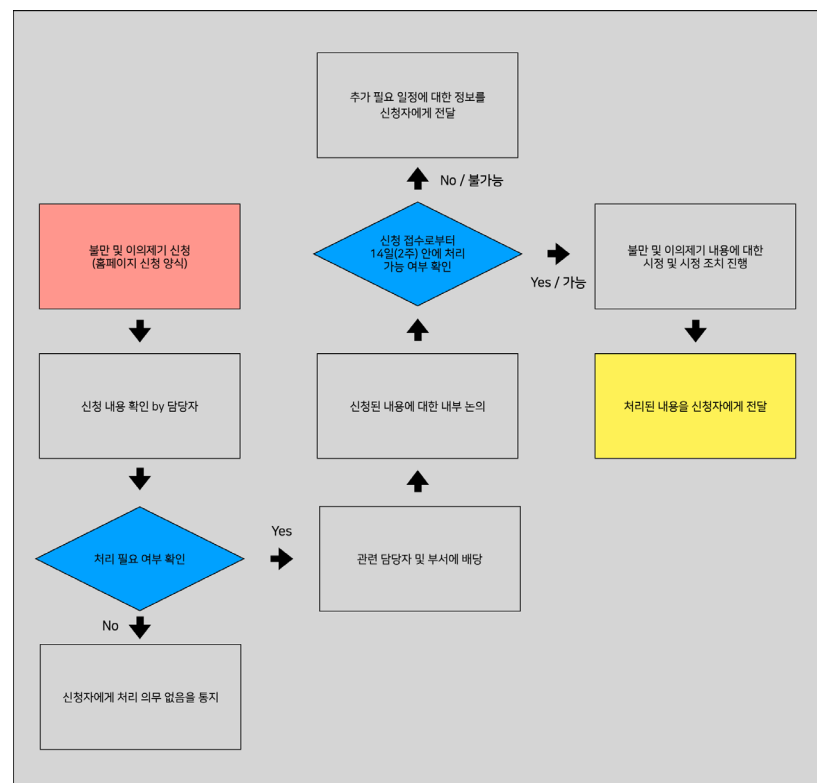 불만 및 이의제기 신청
(홈페이지 신청 양식)
신청 내용 확인 by 담당자
처리 필요 여부 확인
No
신청자에게 처리 의무 없음을 통지
Yes
관련 담당자 및 부서에 배당
신청된 내용에 대한 내부 논의
신청 접수로부터
14일(2주) 안에 처리
가능 여부 확인
No / 불가능
추가 필요 일정에 대한 정보를
신청자에게 전달
Yes / 가능
불만 및 이의제기 내용에 대한
시정 및 시정 조치 진행
처리된 내용을 신청자에게 전달